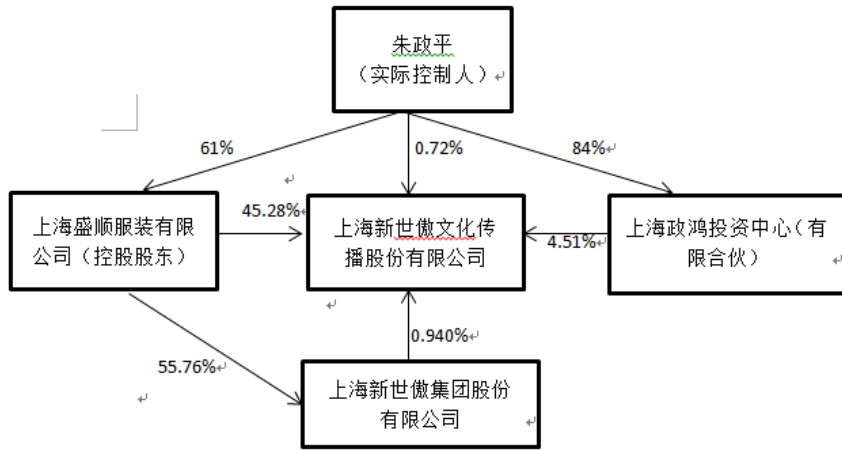 朱政平
（实际控制人）
61%
0.72%
84%
上海盛顺服装有限
公司（控股股东）
45.28%
上海新世傲文化传
播股份有限公司
4.51%
上海政鸿投资中心（有
限合伙）
55.76%
0.940%
上海新世傲集团股份
有限公司